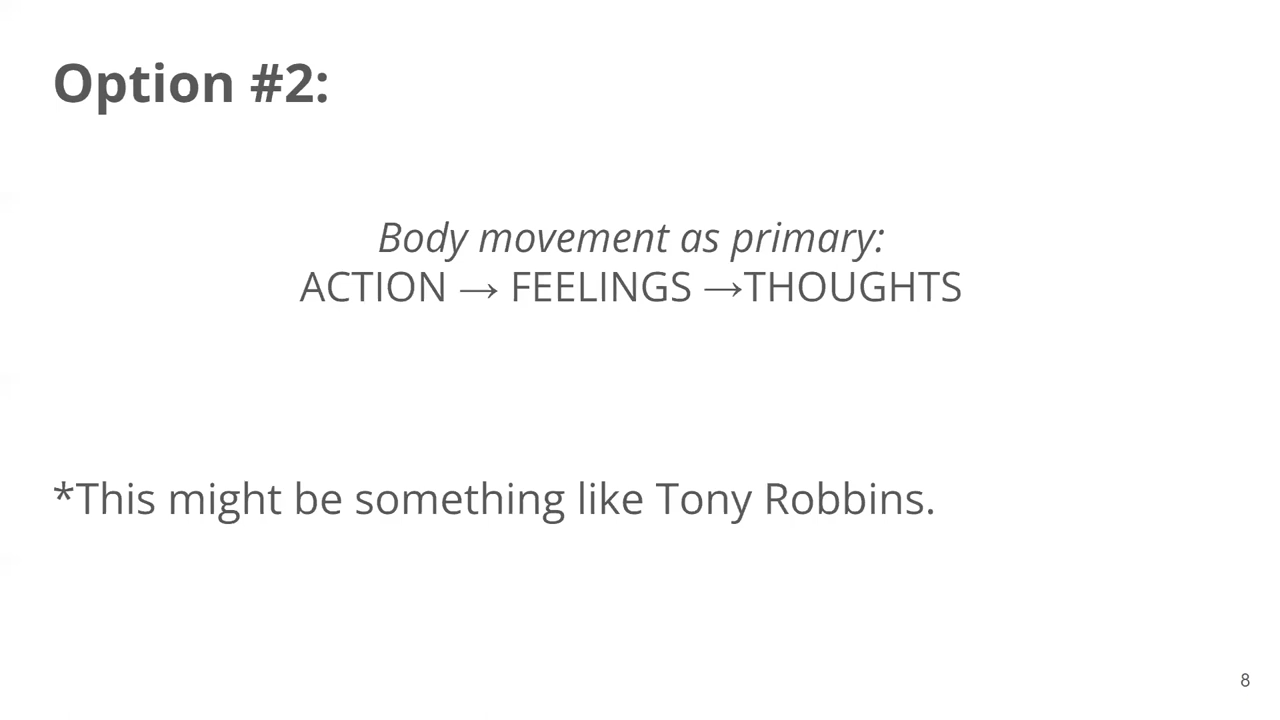 Option #2:
Body movement as primary:
ACTION → FEELINGS →THOUGHTS
*This might be something like Tony Robbins.
8